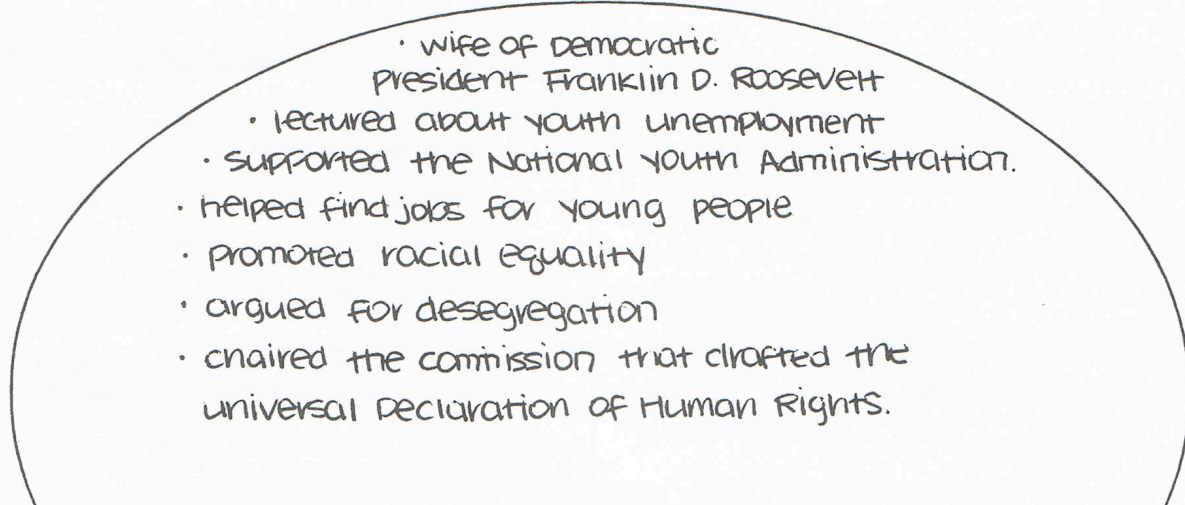 · wife of Democratic
President Franklin D. Roosevelt
· lectured about youth unemployment
· supported the National Youth Administration.
· helped find jobs for young people
· promoted racial equality
· argued for desegregation
· chaired the commission that drafted the
universal Declaration of Human Rights.